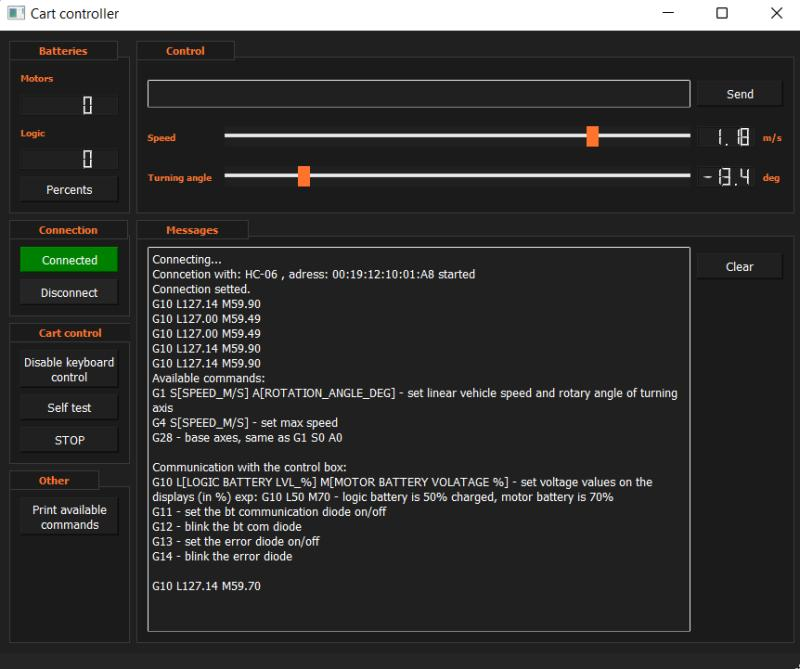 Cart controller
Batteries
Motors
0
Logic
0
Percents
Control
Send
Speed
1.18
m/s
Turning angle
-13.4
deg
Connection
Connected
Disconnect
Cart control
Disable keyboard
control
Self test
STOP
Other
Print available
commands
Messages
Clear
Connecting...
Conncetion with: HC-06 , adress: 00:19:12:10:01:A8 started
Connection setted.
G10 L127.14 M59.90
G10 L127.00 M59.49
G10 L127.00 M59.49
G10 L127.14 M59.90
G10 L127.14 M59.90
Available commands:
G1 S[SPEED_M/S] A[ROTATION_ANGLE_DEG] - set linear vehicle speed and rotary angle of turning
axis
G4 S[SPEED_M/S] - set max speed
G28 - base axes, same as G1 S0 A0
Communication with the control box:
G10 L[LOGIC BATTERY LVL_%] M[MOTOR BATTERY VOLATAGE %] - set voltage values on the
displays (in %) exp: G10 L50 M70 - logic battery is 50% charged, motor battery is 70%
G11 - set the bt communication diode on/off
G12 - blink the bt com diode
G13 - set the error diode on/off
G14 - blink the error diode
G10 L127.14 M59.70